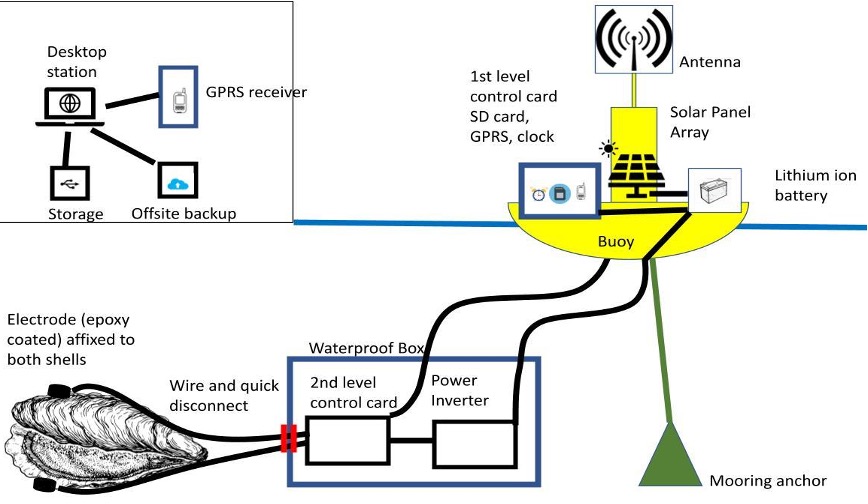 Desktop
station
GPRS receiver
Storage
Offsite backup
1st level
control card
SD card,
GPRS, clock
Antenna
Solar Panel
Array
Lithium ion
battery
Buoy
Electrode (epoxy
coated) affixed to
both shells
Wire and quick
disconnect
Waterproof Box
2nd level
control card
Power
Inverter
Mooring anchor